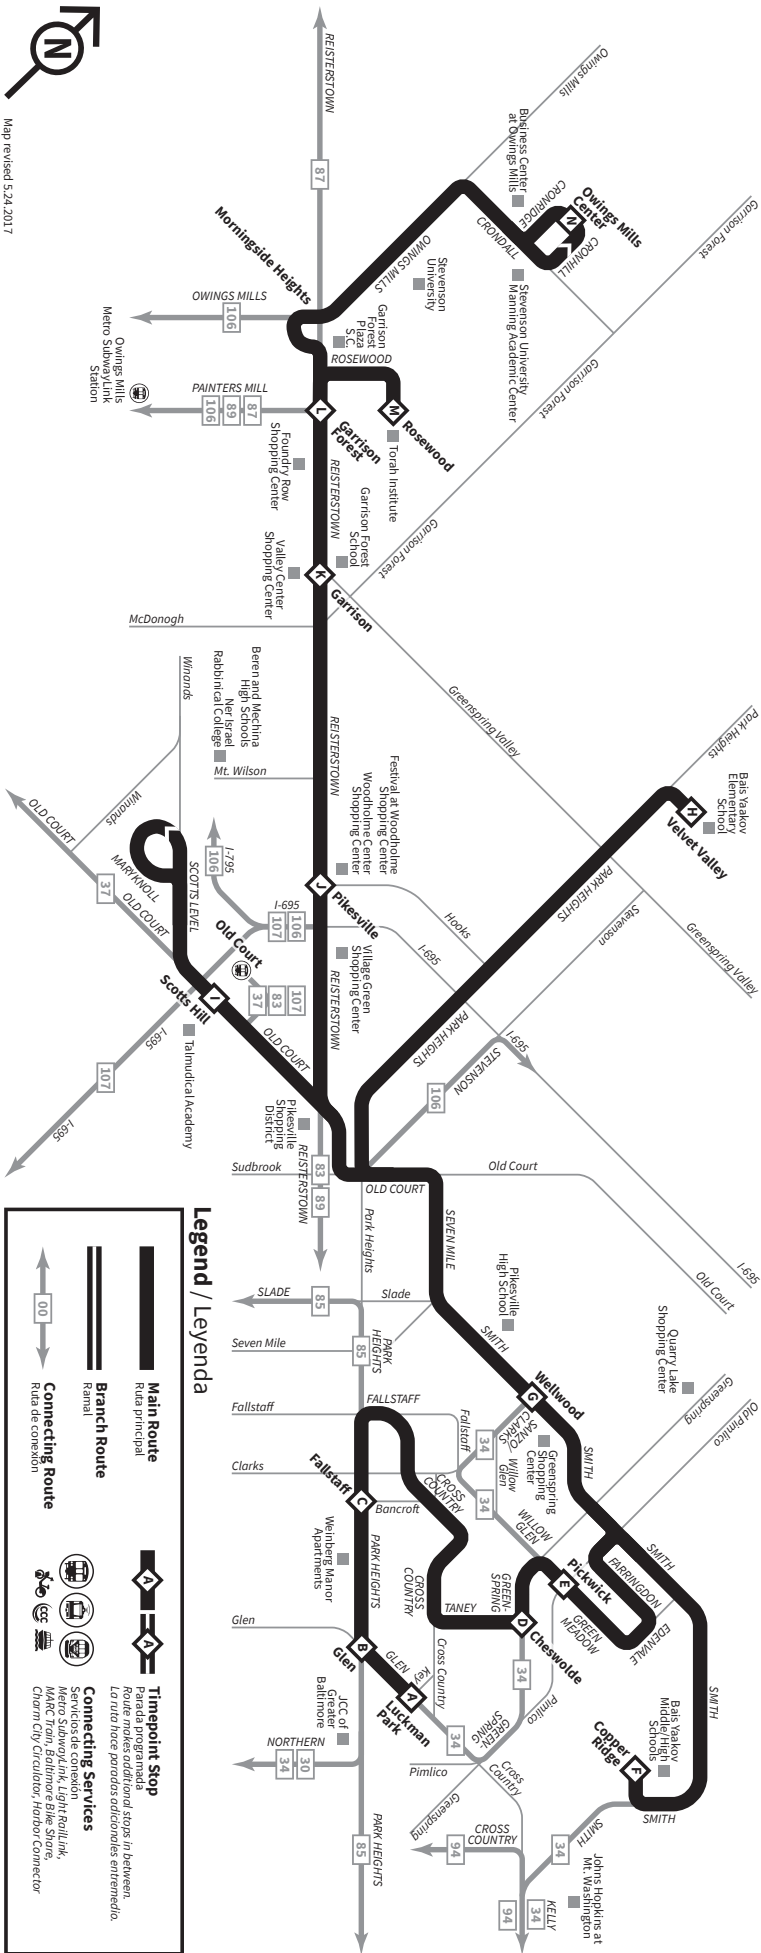 N
Map revised 5.24.2017
REISTERSTOWN
87
Owings Mills
Business Center
at Owings Mills
CRONRIDGE
Owings Mills
Center
N
CRONHILL
CRONDALL
Garrison Forest
OWINGS MILLS
Stevenson
University
Stevenson University
Manning Academic Center
Morningside Heights
OWINGS MILLS
106
Garrison
Forest
Plaza
S.C.
ROSEWOOD
Garrison Forest
Owings Mills
Metro SubwayLink
Station
PAINTERS MILL
106
89
87
L
Garrison
Forest
M
Rosewood
Torah Institute
Foundry Row
Shopping Center
REISTERSTOWN
Garrison Forest
School
Garrison Forest
Valley Center
Shopping Center
K
Garrison
McDonogh
Winands
Beren and Mechina
High Schools
Ner Israel
Rabbinical College
Mt. Wilson
REISTERSTOWN
Greenspring Valley
Park Heights
Festival at Woodholme
Shopping Center
Woodholme Center
Shopping Center
Bais Yaakov
Elementary
School
H
Velvet Valley
OLD COURT
Winands
MARYKNOLL
SCOTTS LEVEL
I-795
106
J
Pikesville
PARK HEIGHTS
37
OLD COURT
I-695
107
106
Hooks
Stevenson
Greenspring Valley
Old Court
Village Green
Shopping Center
I-695
Scotts Hill
I
37
83
107
REISTERSTOWN
PARK HEIGHTS
I-695
Talmudical Academy
OLD COURT
I-695
STEVENSON
107
106
I-695
Pikesville
Shopping
District
REISTERSTOWN
Sudbrook
83
89
OLD COURT
Old Court
Park Heights
SEVEN MILE
I-695
Old Court
SLADE
85
Slade
Pikesville
High School
Seven Mile
85
PARK
HEIGHTS
SMITH
Quarry Lake
Shopping Center
Greenspring
Old Pimlico
Fallstaff
FALLSTAFF
Fallstaff
G
Wellwood
SANZO
CLARKS
34
Greenspring
Shopping
Center
SMITH
Clarks
Willow
Glen
Fallstaff
C
Bancroft
CROSS
COUNTRY
34
WILLOW
GLEN
Weinberg Manor
Apartments
PARK HEIGHTS
CROSS
COUNTRY
GREEN-
SPRING
Pickwick
E
FARRINGDON
SMITH
Glen
TANEY
D
Cheswolde
GREEN
MEADOW
EDENVALE
B
Glen
GLEN
Key
Cross Country
34
Pimlico
A
Luckman
Park
JCC of
Greater
Baltimore
GREEN-
SPRING
34
Bais Yaakov
Middle/High
Schools
SMITH
Copper
Ridge
F
NORTHERN
34
30
Pimlico
Cross
Country
Greenspring
SMITH
SMITH
PARK HEIGHTS
85
CROSS
COUNTRY
94
34
KELLY
94
34
Johns Hopkins at
Mt. Washington
Legend / Leyenda
Main Route
Ruta principal
Branch Route
Ramal
00
Connecting Route
Ruta de conexión
A
A
Timepoint Stop
Parada programada
Route makes additional stops in between.
La ruta hace paradas adicionales entremedio.
CCC
Connecting Services
Servicios de conexión
Metro SubwayLink, Light RailLink,
MARC Train, Baltimore Bike Share,
Charm City Circulator, Harbor Connector